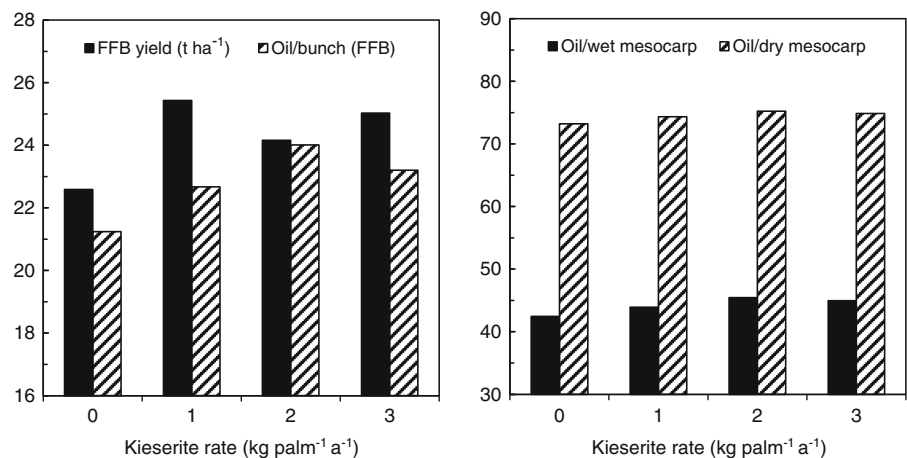 FFB yield (t ha⁻¹) Oil/bunch (FFB)
28
26
24
22
20
18
16
0 1 2 3
Kieserite rate (kg palm⁻¹ a⁻¹)
Oil/wet mesocarp Oil/dry mesocarp
90
80
70
60
50
40
30
0 1 2 3
Kieserite rate (kg palm⁻¹ a⁻¹)